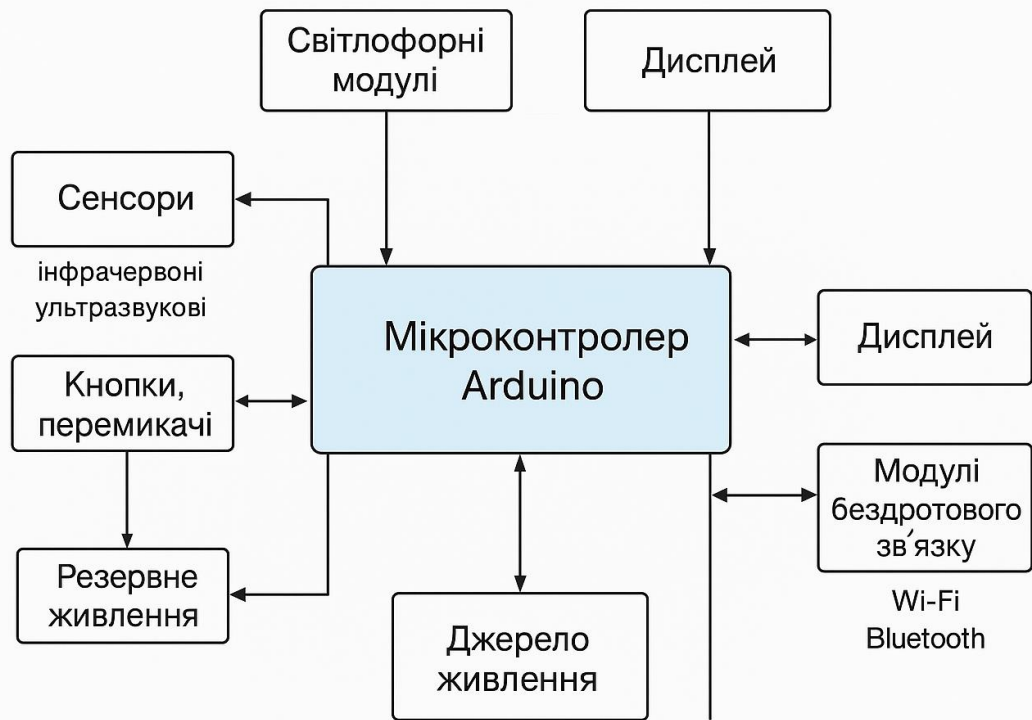 Світлофорні
модулі
Дисплей
Сенсори
інфрачервоні
ультразвукові
Мікроконтролер
Arduino
Дисплей
Кнопки,
перемикачі
Модулі
бездротового
зв'язку
Wi-Fi
Bluetooth
Резервне
живлення
Джерело
живлення